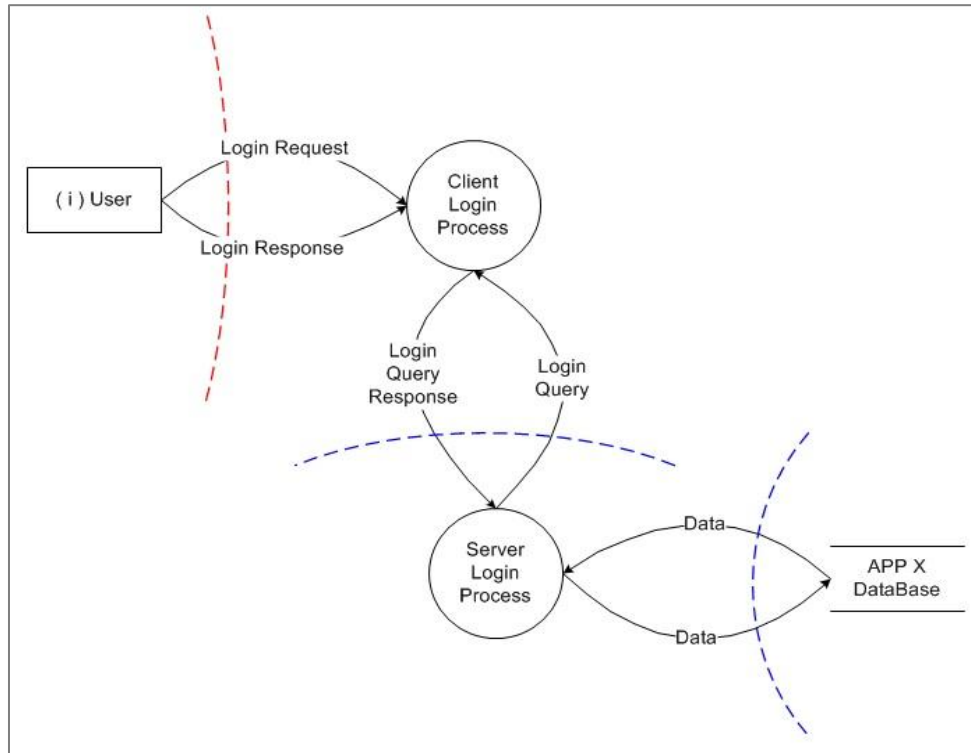 Login Request
( i ) User
Login Response
Client
Login
Process
Login
Query
Response
Login
Query
Server
Login
Process
Data
Data
APP X
DataBase